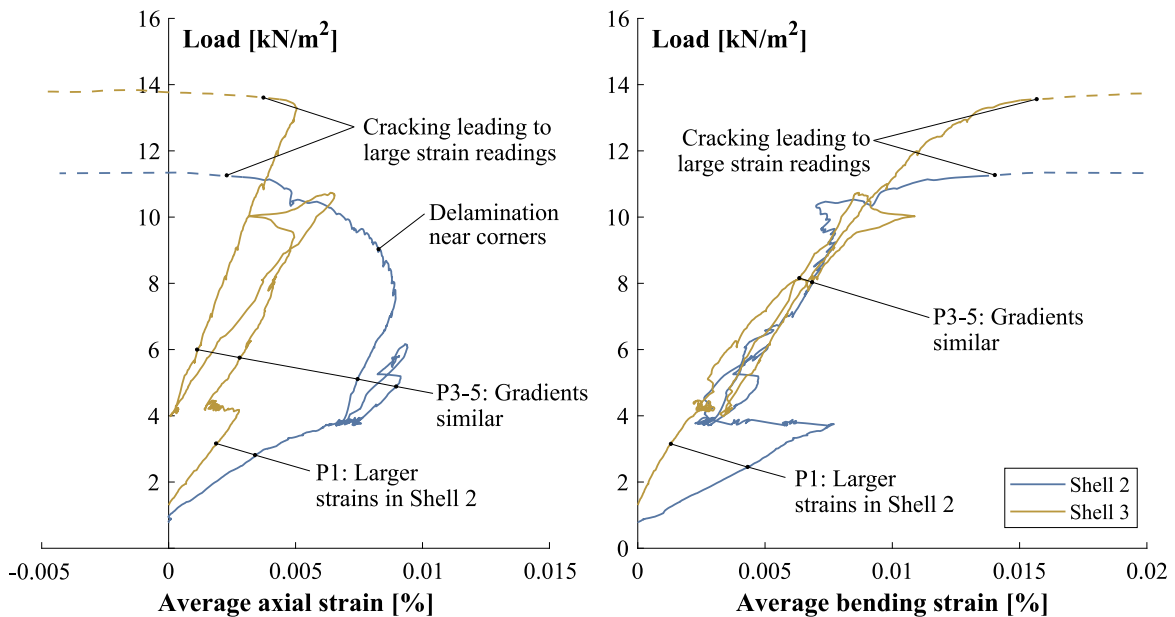 16
14
12
10
8
6
4
2
0
Load [kN/m²]
Cracking leading to
large strain readings
Delamination
near corners
P3-5: Gradients
similar
P1: Larger
strains in Shell 2
-0.005
0
0.005
0.01
0.015
Average axial strain [%]
16
14
12
10
8
6
4
2
0
Load [kN/m²]
Cracking leading to
large strain readings
P3-5: Gradients
similar
P1: Larger
strains in Shell 2
Shell 2
Shell 3
0
0.005
0.01
0.015
0.02
Average bending strain [%]